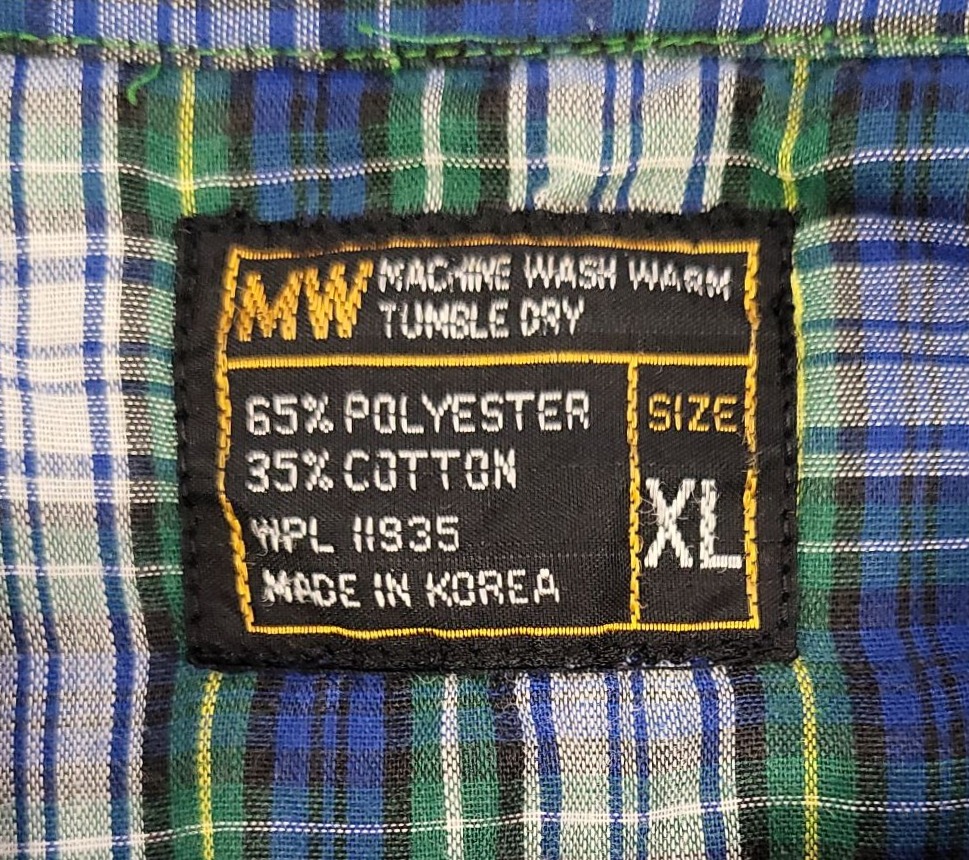 MW MACHINE WASH WARM
TUMBLE DRY
65% POLYESTER
35% COTTON
WPL 11935
MADE IN KOREA
SIZE
XL